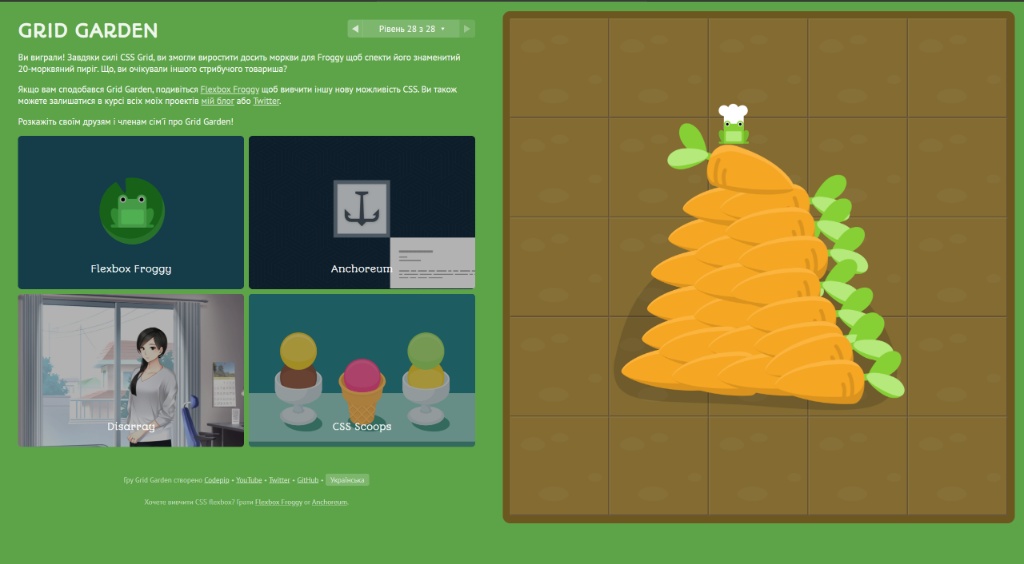 GRID GARDEN
Рівень 28 з 28
Ви виграли! Завдяки силі CSS Grid, ви змогли виростити досить моркви для Froggy щоб спекти його знаменитий
20-морквяний пиріг. Що, ви очікували іншого стрибучого товариша?
Якщо вам сподобався Grid Garden, подивіться Flexbox Froggy щоб вивчити іншу нову можливість CSS. Ви також
можете залишатися в курсі всіх моїх проектів мій блог або Twitter.
Розкажіть своїм друзям і членам сім'ї про Grid Garden!
Flexbox Froggy
Anchoreum
Disarray
CSS Scoops
Гру Grid Garden створено Codepip • YouTube • Twitter • GitHub • Українська
Хочете вивчити CSS flexbox? Грати Flexbox Froggy or Anchoreum.